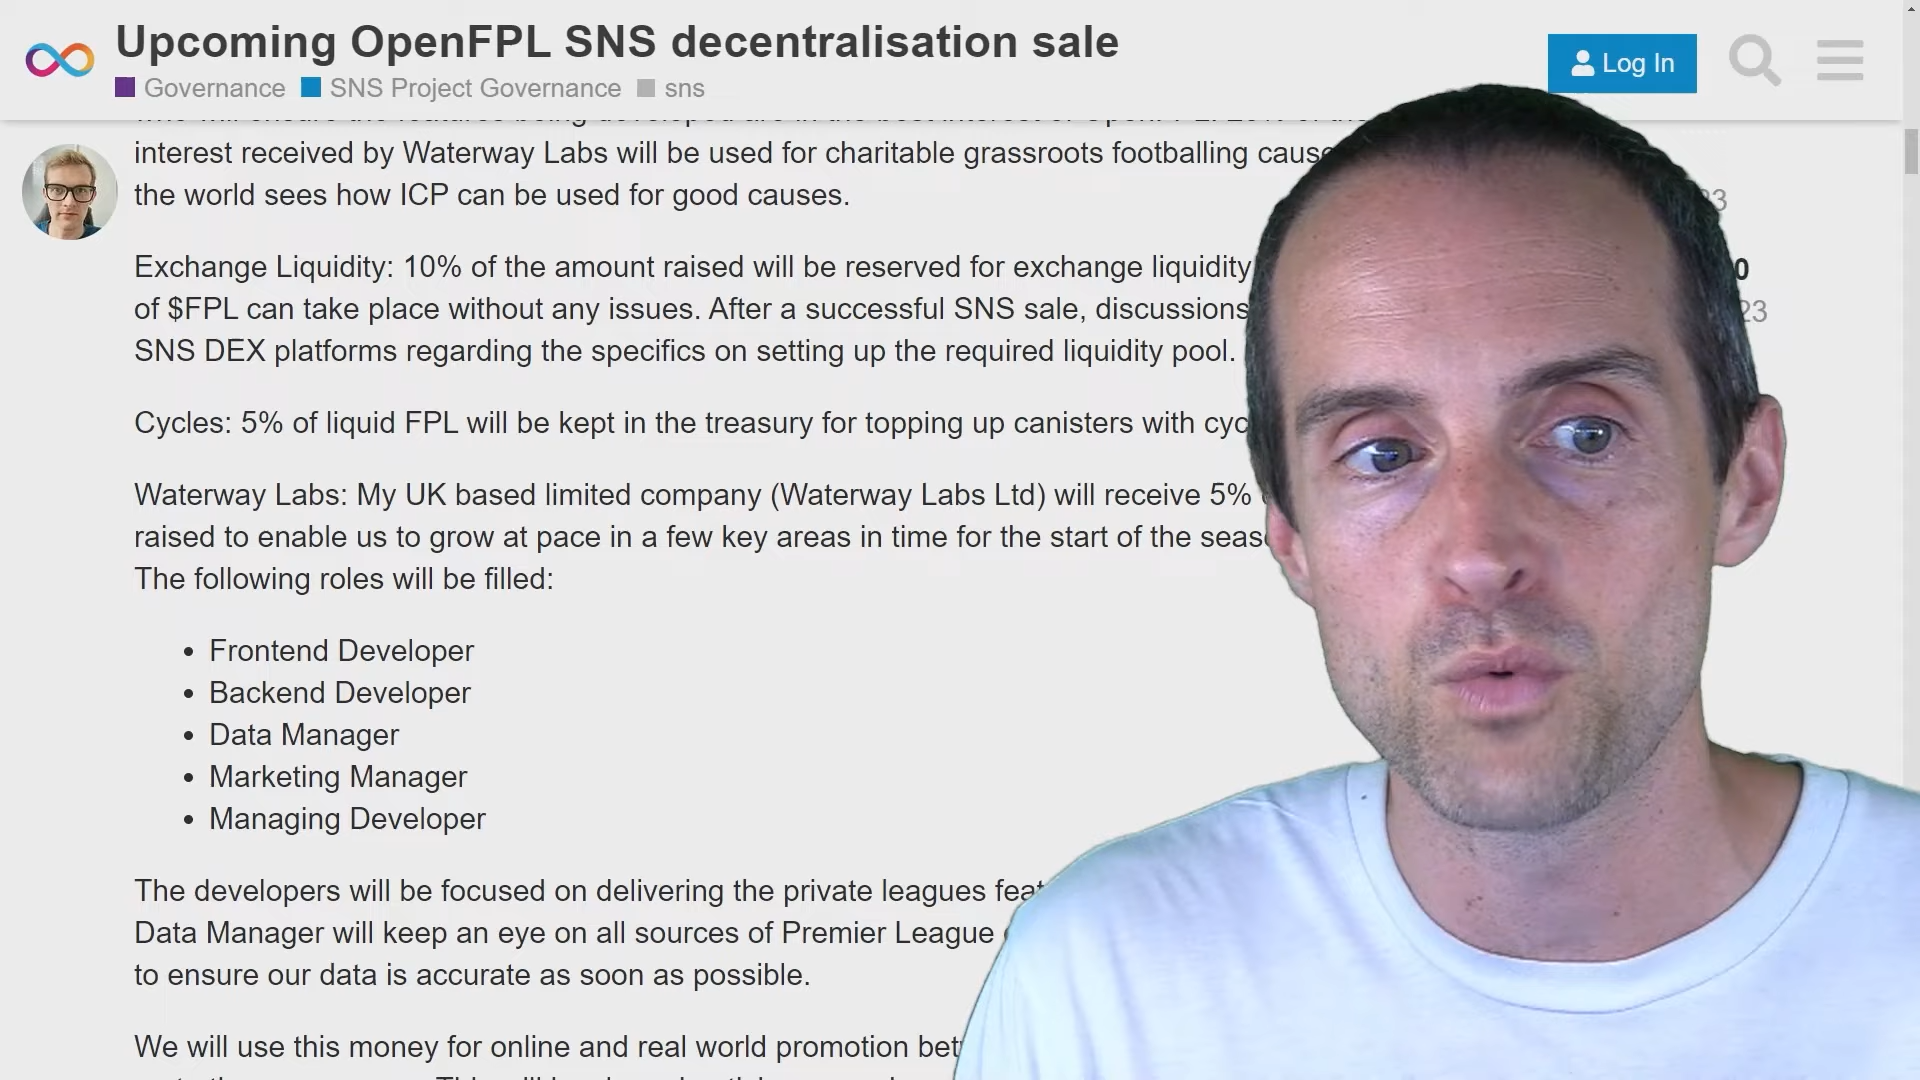 Upcoming OpenFPL SNS decentralisation sale
Governance SNS Project Governance sns
Log In
interest received by Waterway Labs will be used for charitable grassroots footballing
the world sees how ICP can be used for good causes.
Exchange Liquidity: 10% of the amount raised will be reserved for exchange liquidity
of $FPL can take place without any issues. After a successful SNS sale, discussions
SNS DEX platforms regarding the specifics on setting up the required liquidity pool.
Cycles: 5% of liquid FPL will be kept in the treasury for topping up canisters with
Waterway Labs: My UK based limited company (Waterway Labs Ltd) will receive 5%
raised to enable us to grow at pace in a few key areas in time for the start of the
The following roles will be filled:
• Frontend Developer
• Backend Developer
• Data Manager
• Marketing Manager
• Managing Developer
The developers will be focused on delivering the private leagues
Data Manager will keep an eye on all sources of Premier League
to ensure our data is accurate as soon as possible.
We will use this money for online and real world promotion